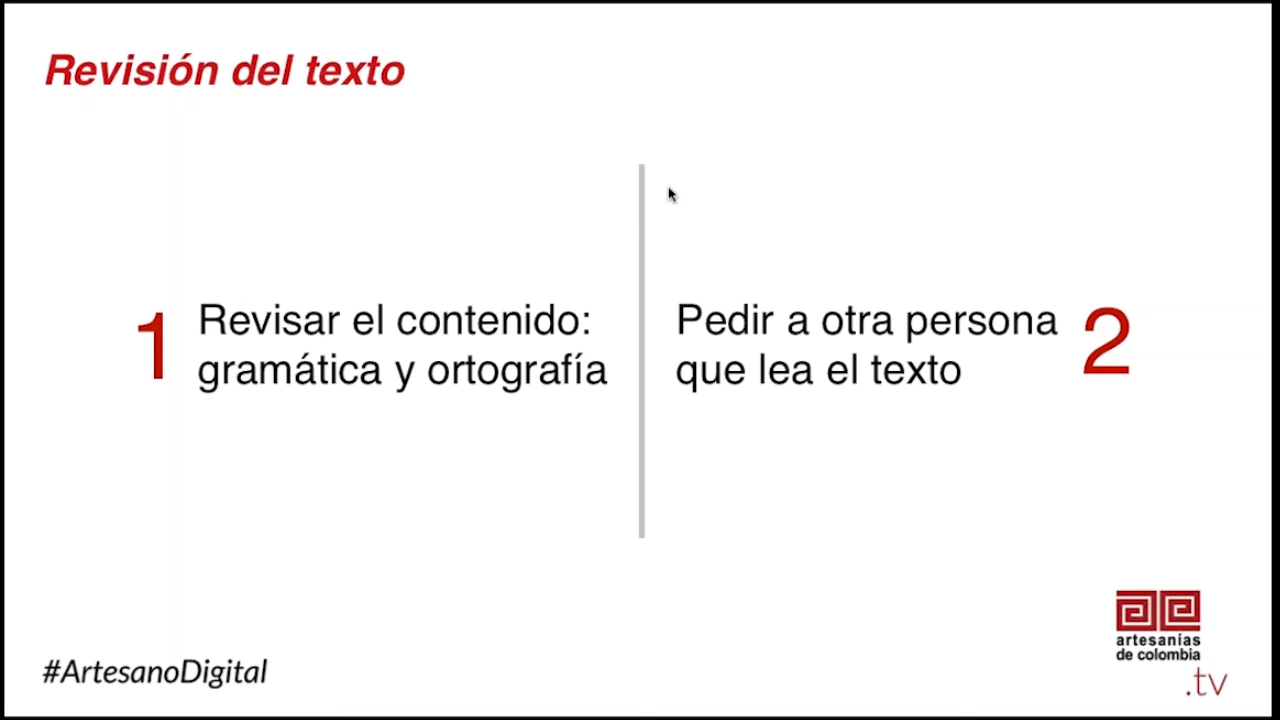 Revisión del texto
1
Revisar el contenido:
gramática y ortografía
Pedir a otra persona
que lea el texto
2
#ArtesanoDigital
artesanías
de colombia
.tv